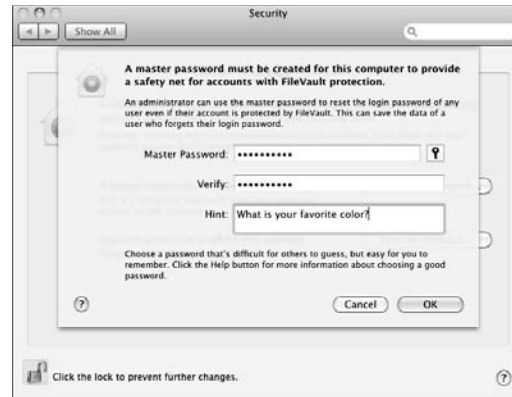 Security
Show All
A master password must be created for this computer to provide
a safety net for accounts with FileVault protection.
An administrator can use the master password to reset the login password of any
user even if their account is protected by FileVault. This can save the data of a
user who forgets their login password.
Master Password: ••••••••••
Verify: ••••••••••
Hint: What is your favorite color?
Choose a password that's difficult for others to guess, but easy for you to
remember. Click the Help button for more information about choosing a good
password.
? Cancel OK
Click the lock to prevent further changes. ?